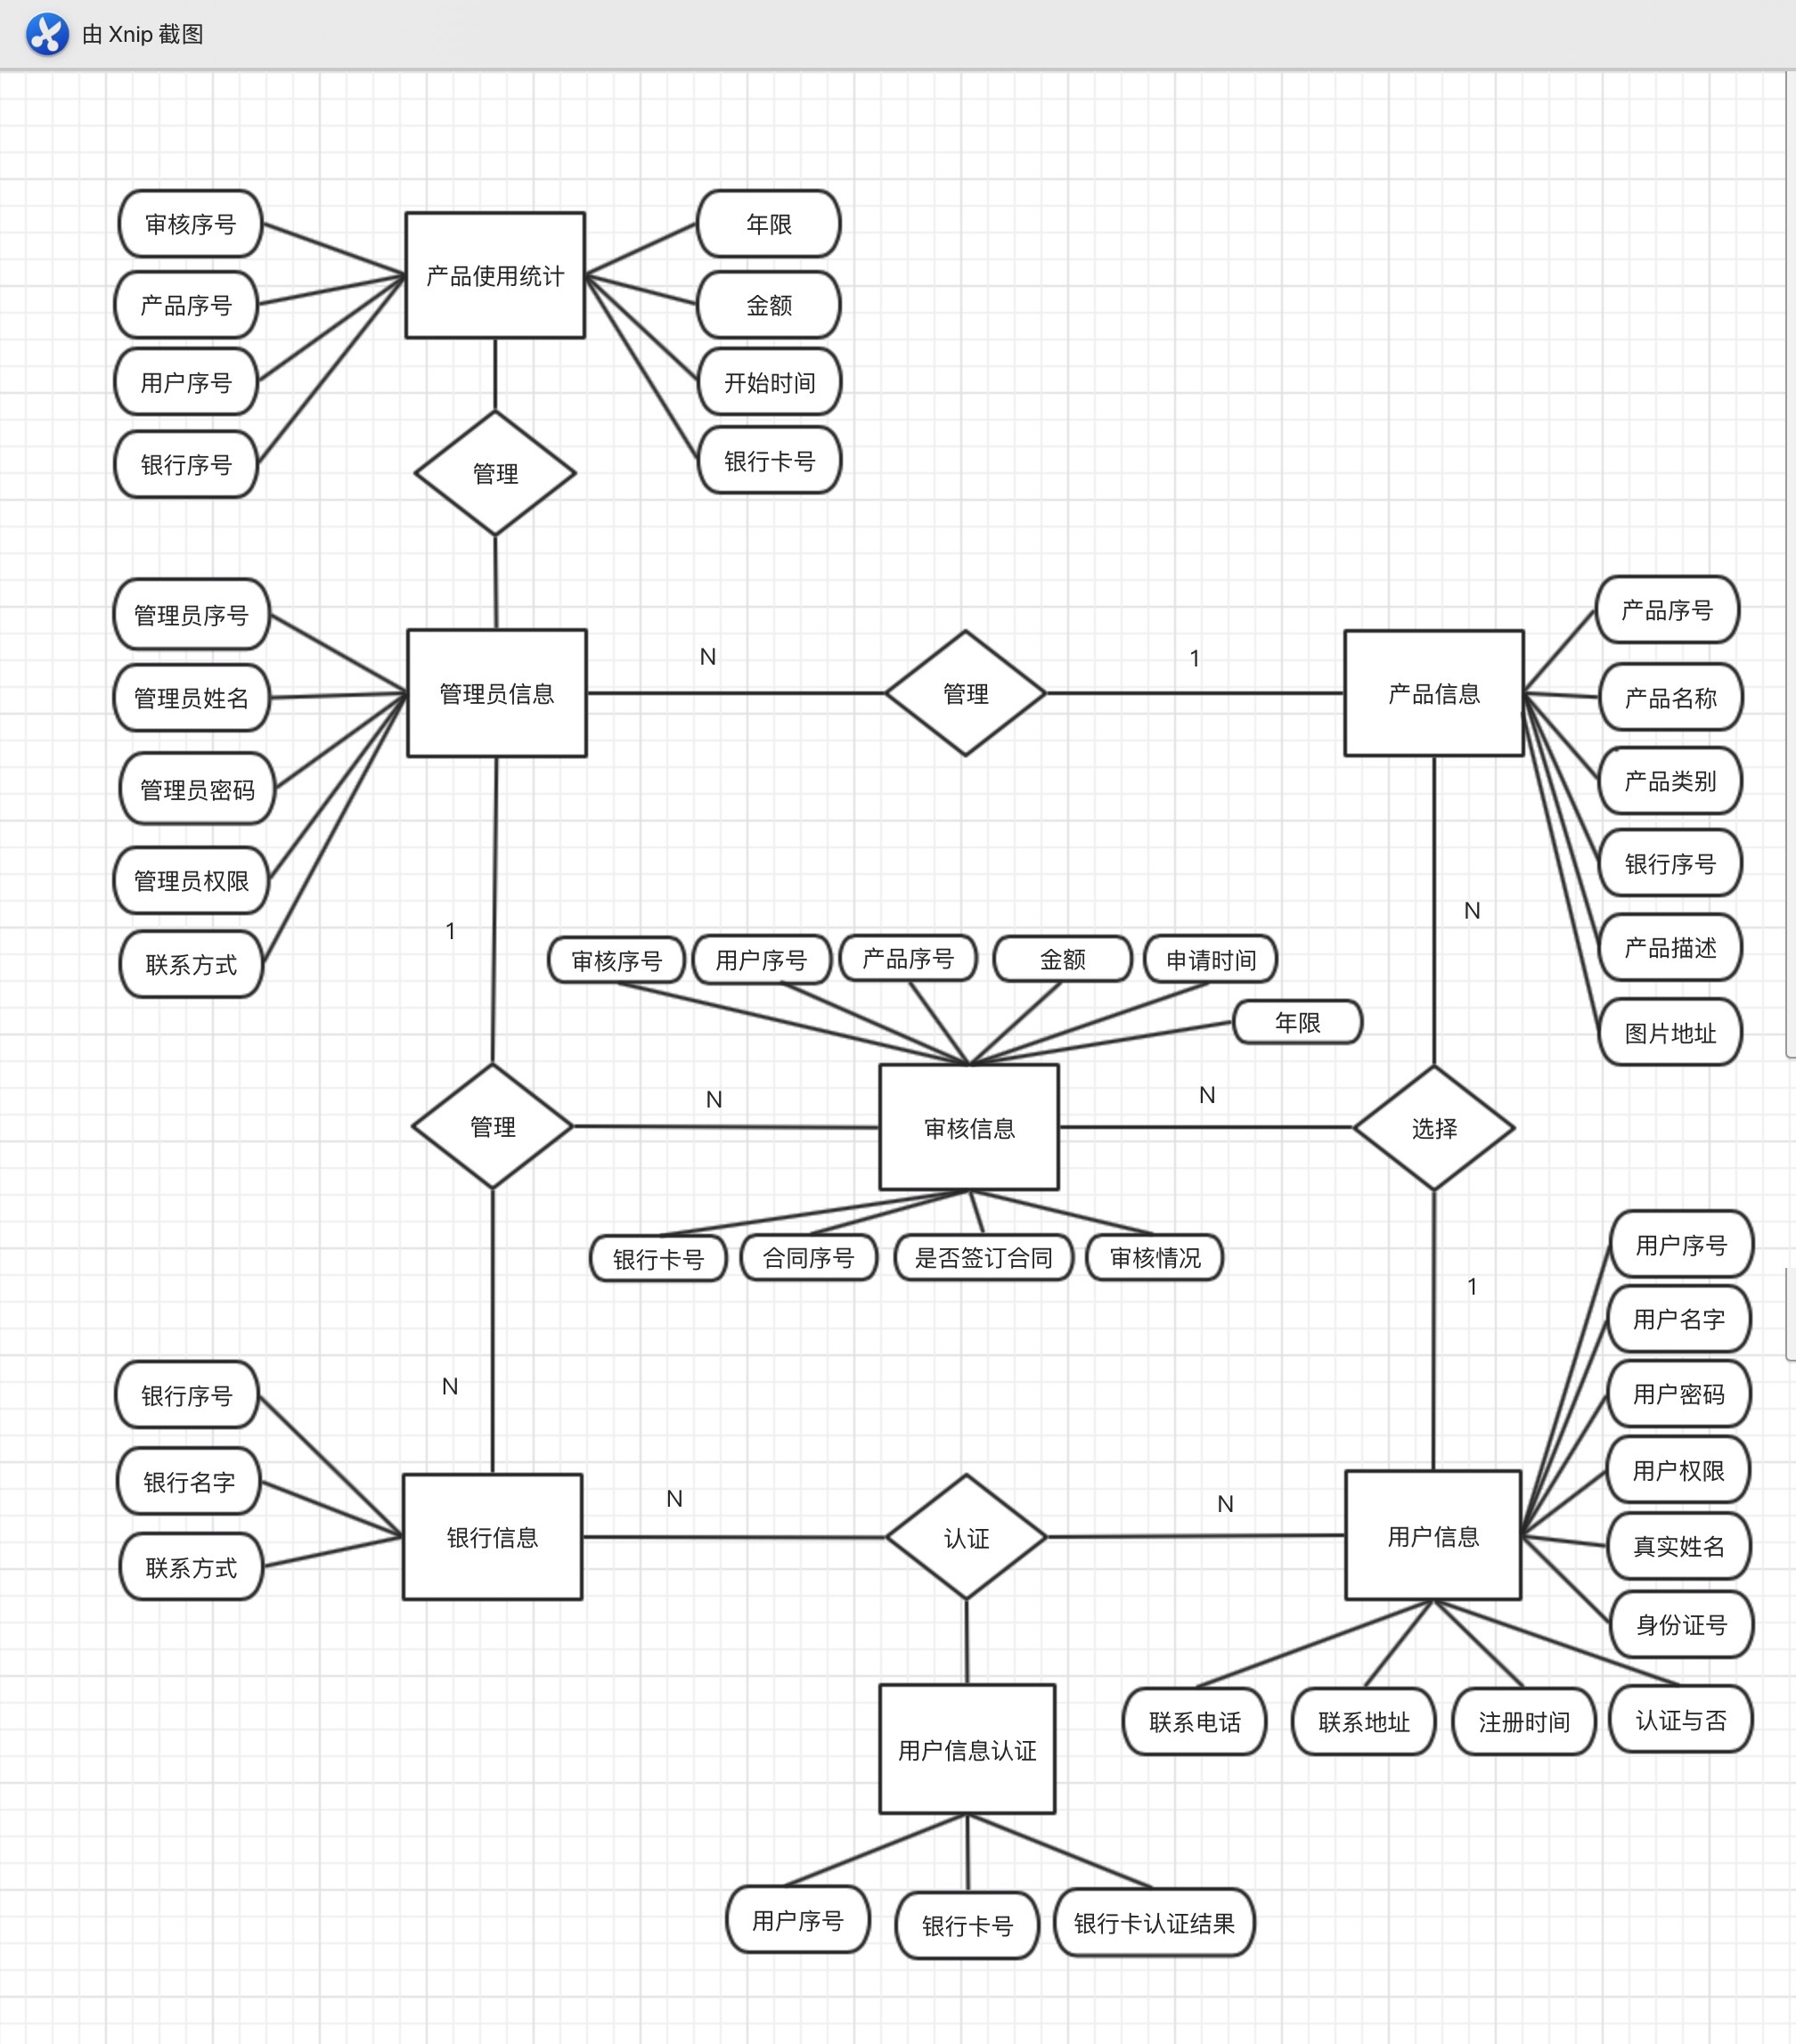 由 Xnip 截图
审核序号
产品序号
用户序号
银行序号
产品使用统计
年限
金额
开始时间
银行卡号
管理
管理员序号
管理员姓名
管理员密码
管理员权限
联系方式
管理员信息
N
管理
1
产品信息
产品序号
产品名称
产品类别
银行序号
产品描述
图片地址
1
N
审核序号
用户序号
产品序号
金额
申请时间
年限
管理
N
审核信息
N
选择
银行卡号
合同序号
是否签订合同
审核情况
N
1
银行序号
银行名字
联系方式
银行信息
N
认证
N
用户信息
用户序号
用户名字
用户密码
用户权限
真实姓名
身份证号
联系电话
联系地址
注册时间
认证与否
用户信息认证
用户序号
银行卡号
银行卡认证结果